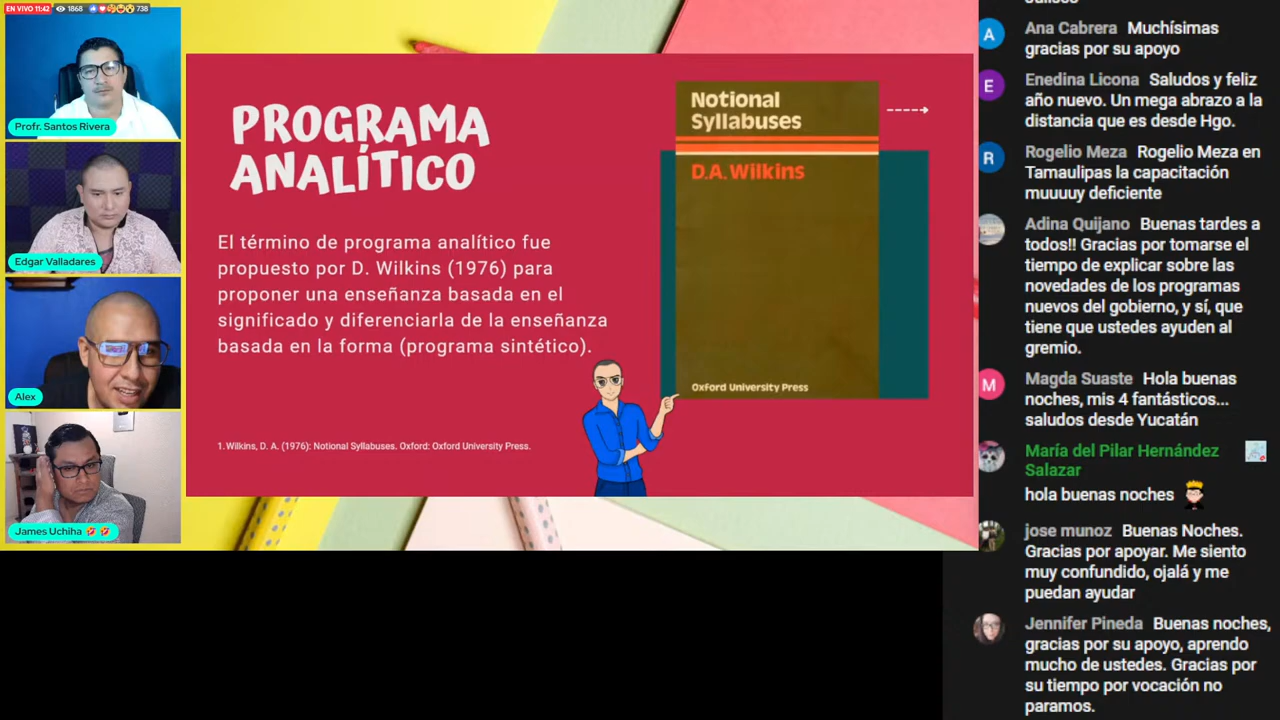 EN VIVO 11:42 1868 738
Profr. Santos Rivera
Edgar Valladares
Alex
James Uchiha
PROGRAMA
ANALÍTICO
El término de programa analítico fue
propuesto por D. Wilkins (1976) para
proponer una enseñanza basada en el
significado y diferenciarla de la enseñanza
basada en la forma (programa sintético).
1. Wilkins, D. A. (1976): Notional Syllabuses. Oxford: Oxford University Press.
Notional
Syllabuses
D.A. Wilkins
Oxford University Press
A Ana Cabrera Muchísimas
gracias por su apoyo
E Enedina Licona Saludos y feliz
año nuevo. Un mega abrazo a la
distancia que es desde Hgo.
R Rogelio Meza Rogelio Meza en
Tamaulipas la capacitación
muuuuy deficiente
Adina Quijano Buenas tardes a
todos!! Gracias por tomarse el
tiempo de explicar sobre las
novedades de los programas
nuevos del gobierno, y sí, que
tiene que ustedes ayuden al
gremio.
M Magda Suaste Hola buenas
noches, mis 4 fantásticos...
saludos desde Yucatán
María del Pilar Hernández
Salazar
hola buenas noches
jose munoz Buenas Noches.
Gracias por apoyar. Me siento
muy confundido, ojalá y me
puedan ayudar
Jennifer Pineda Buenas noches,
gracias por su apoyo, aprendo
mucho de ustedes. Gracias por
su tiempo por vocación no
paramos.